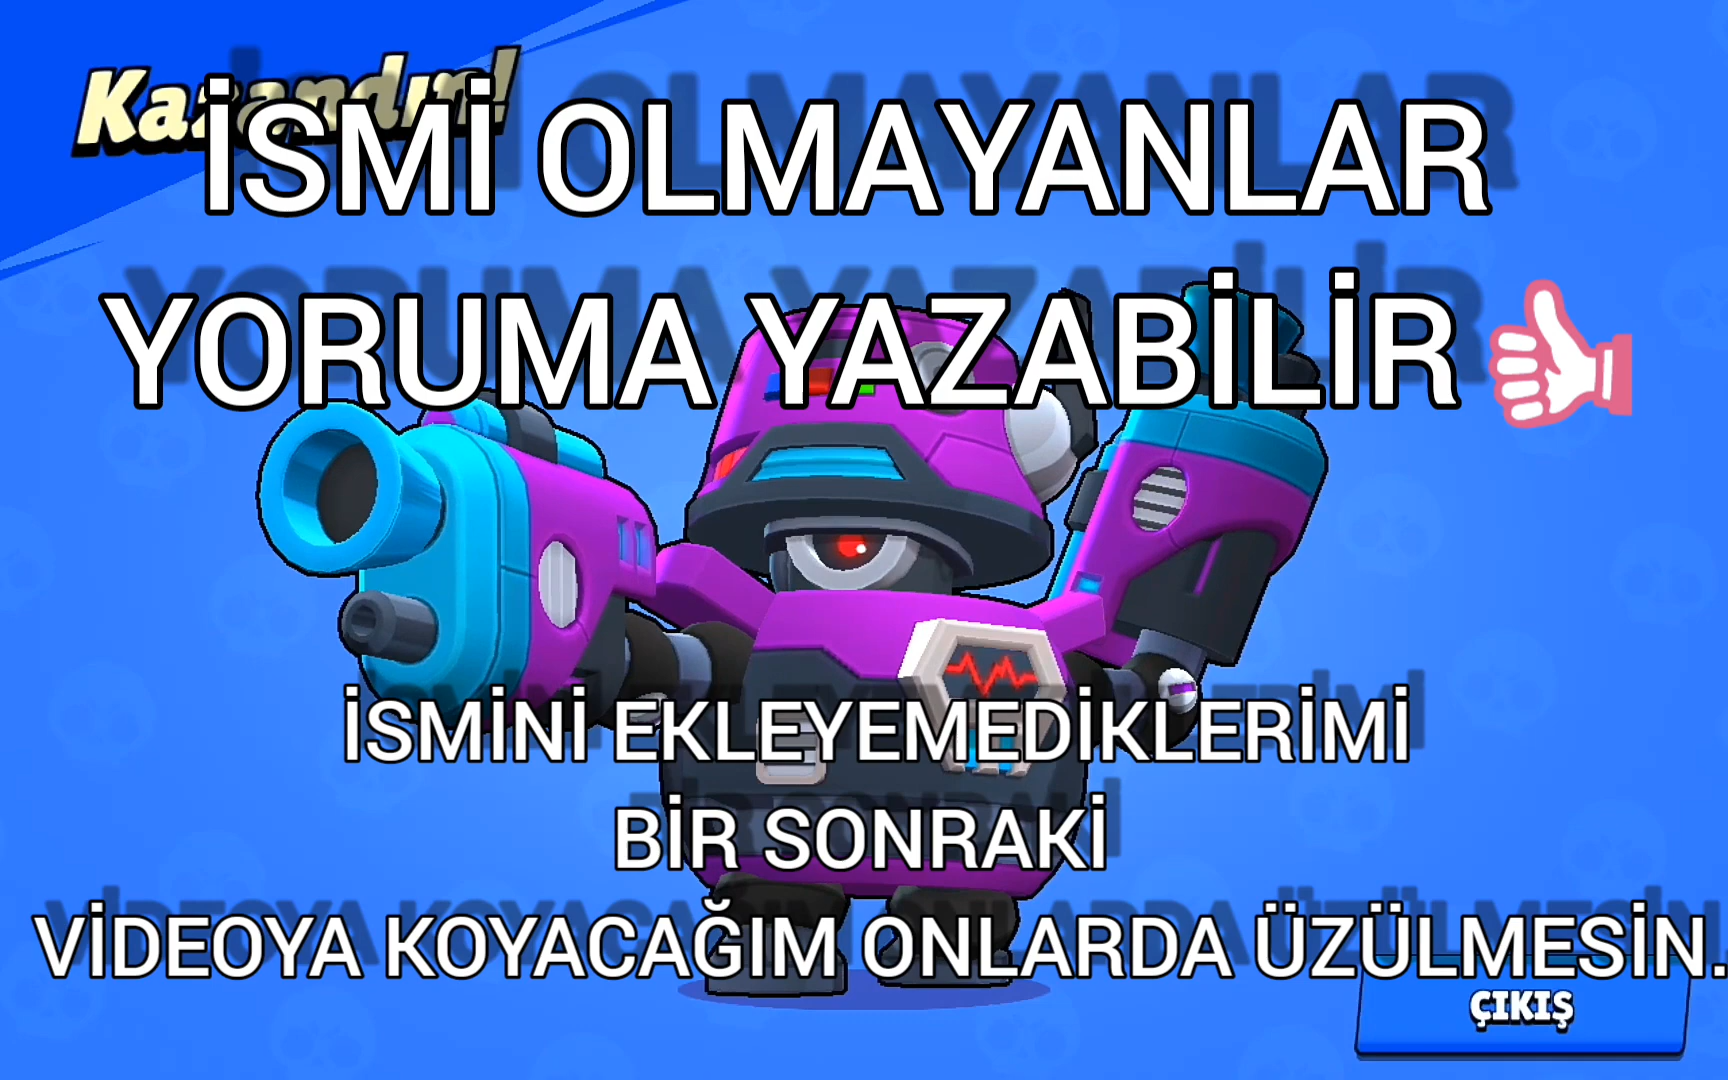 Kazandın!
İSMİ OLMAYANLAR
YORUMA YAZABİLİR
İSMİNİ EKLEYEMEDİKLERİMİ
BİR SONRAKİ
VİDEOYA KOYACAĞIM ONLARDA ÜZÜLMESİN.
ÇIKIŞ